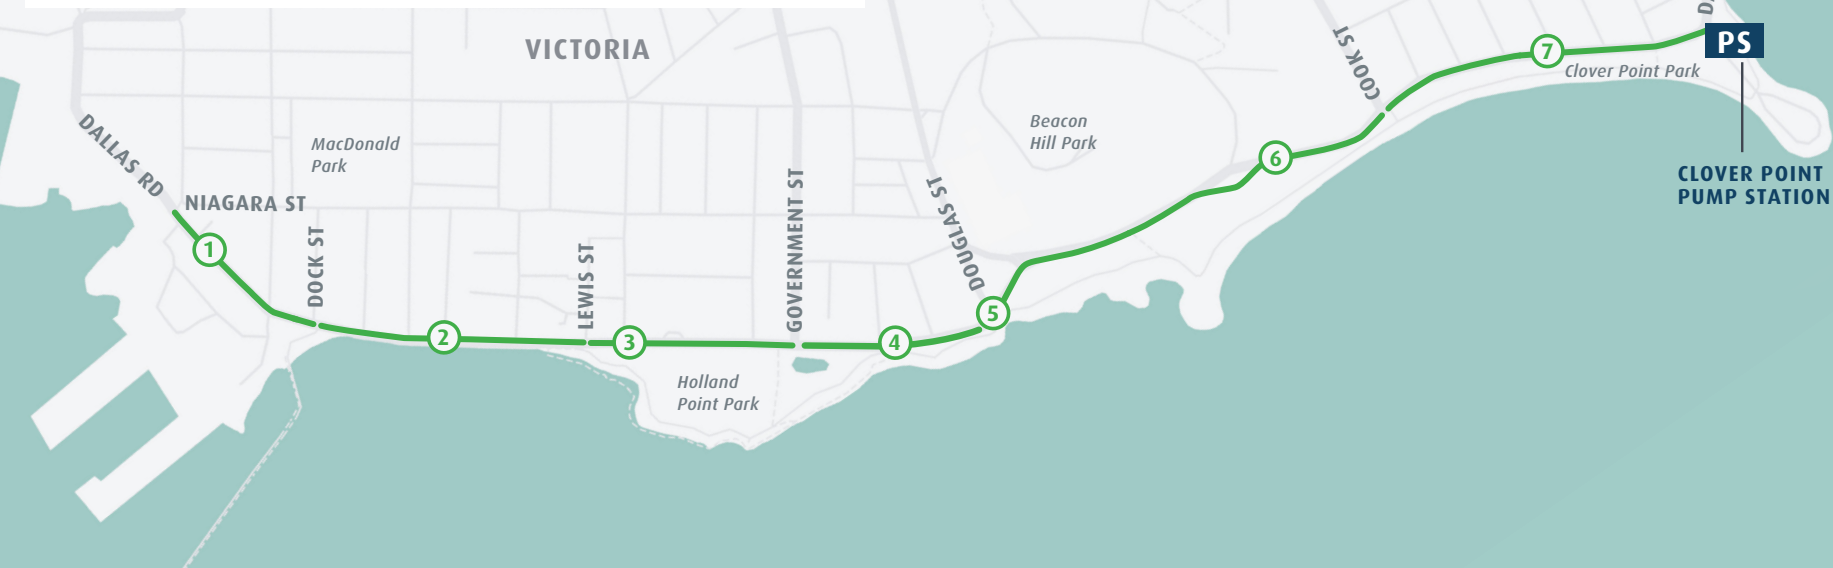 VICTORIA
COOK ST
7
PS
Clover Point Park
DALLAS RD
MacDonald
Park
Beacon
Hill Park
6
CLOVER POINT
PUMP STATION
NIAGARA ST
1
DOCK ST
LEWIS ST
GOVERNMENT ST
DOUGLAS ST
2
3
4
5
Holland
Point Park